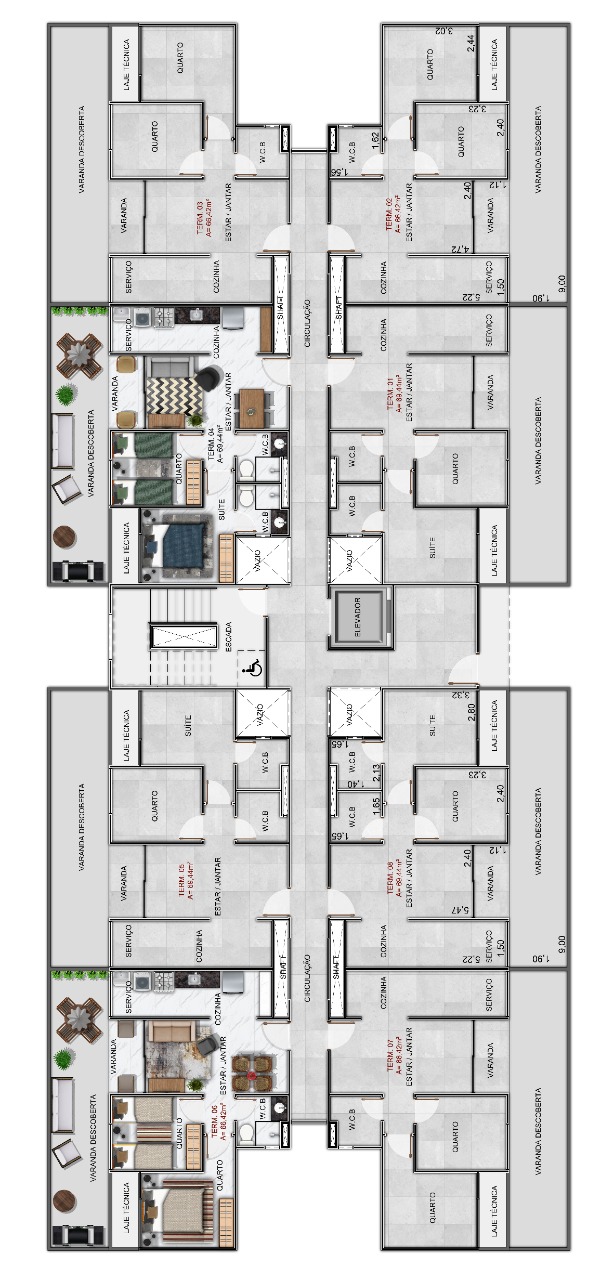 VARANDA DESCOBERTA
LAJE TÉCNICA
QUARTO
QUARTO
W.C.B
VARANDA
TERM. 03
A= 66,42m²
ESTAR / JANTAR
SERVIÇO
COZINHA
SHAFT
QUARTO
3,02
2,44
LAJE TÉCNICA
QUARTO
3,23
2,40
W.C.B
1,62
1,56
TERM. 02
A= 66,42m²
ESTAR / JANTAR
2,40
4,72
1,12
VARANDA
COZINHA
5,22
SERVIÇO
1,50
SHAFT
VARANDA DESCOBERTA
9,00
1,90
CIRCULAÇÃO
SERVIÇO
COZINHA
VARANDA
ESTAR / JANTAR
TERM. 04
A= 69,44m²
VARANDA DESCOBERTA
QUARTO
W.C.B
SUÍTE
W.C.B
LAJE TÉCNICA
VAZIO
COZINHA
SERVIÇO
TERM. 01
A= 69,44m²
ESTAR / JANTAR
VARANDA
VARANDA DESCOBERTA
W.C.B
QUARTO
W.C.B
SUÍTE
LAJE TÉCNICA
VAZIO
ESCADA
ELEVADOR
LAJE TÉCNICA
SUÍTE
VAZIO
W.C.B
QUARTO
W.C.B
VARANDA DESCOBERTA
VARANDA
TERM. 05
A= 69,44m²
ESTAR / JANTAR
SERVIÇO
COZINHA
SHAFT
VAZIO
SUÍTE
3,32
2,80
LAJE TÉCNICA
1,65
W.C.B
2,13
1,40
3,23
QUARTO
2,40
1,65
W.C.B
1,65
VARANDA DESCOBERTA
2,40
1,12
TERM. 08
A= 69,44m²
ESTAR / JANTAR
5,47
VARANDA
COZINHA
5,22
SERVIÇO
1,50
SHAFT
9,00
1,90
CIRCULAÇÃO
SERVIÇO
COZINHA
VARANDA
ESTAR / JANTAR
TERM. 06
A= 66,42m²
VARANDA DESCOBERTA
QUARTO
W.C.B
QUARTO
LAJE TÉCNICA
COZINHA
SERVIÇO
TERM. 07
A= 66,42m²
ESTAR / JANTAR
VARANDA
W.C.B
QUARTO
VARANDA DESCOBERTA
QUARTO
LAJE TÉCNICA